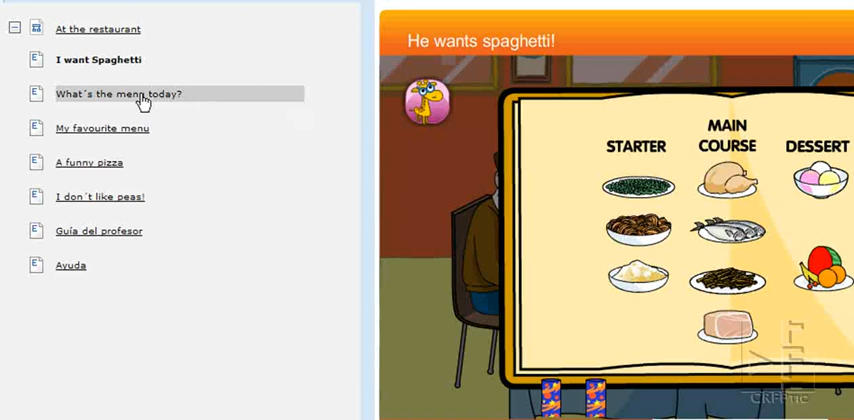 At the restaurant
I want Spaghetti
What´s the menu today?
My favourite menu
A funny pizza
I don´t like peas!
Guía del profesor
Ayuda
He wants spaghetti!
STARTER
MAIN
COURSE
DESSERT
CRFPTIC